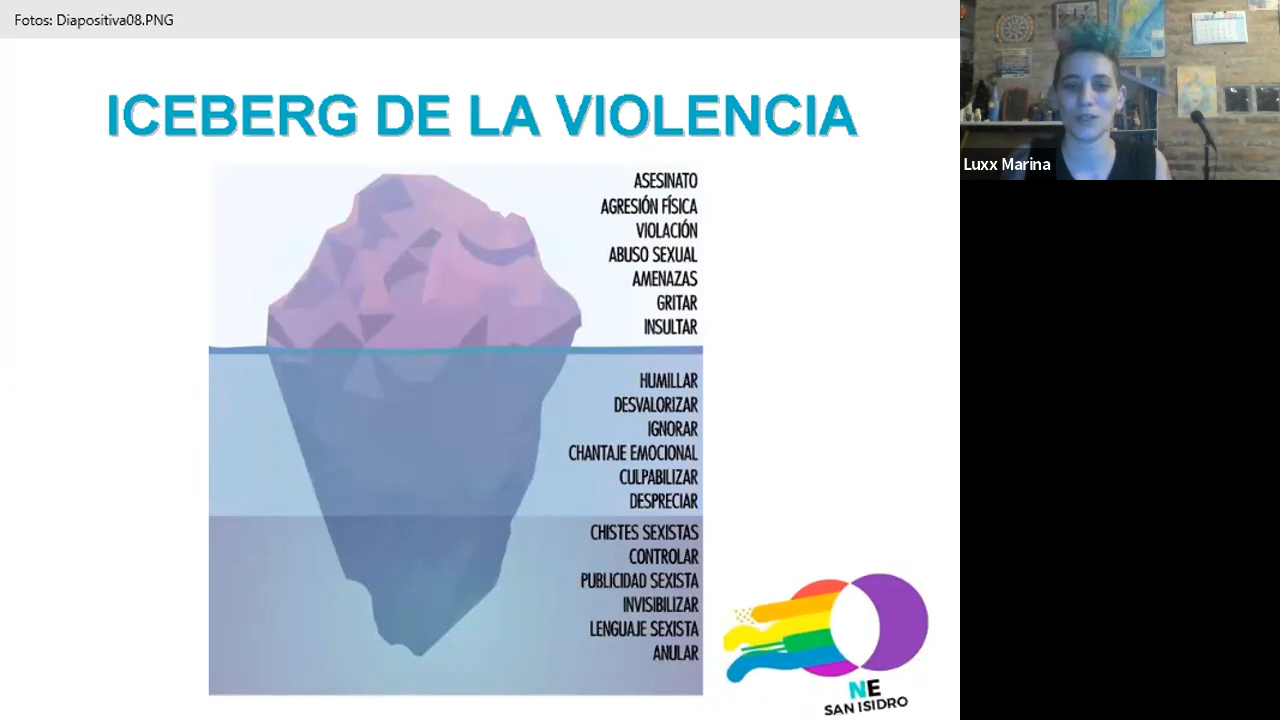 Fotos: Diapositiva08.PNG
ICEBERG DE LA VIOLENCIA
ASESINATO
AGRESIÓN FÍSICA
VIOLACIÓN
ABUSO SEXUAL
AMENAZAS
GRITAR
INSULTAR
HUMILLAR
DESVALORIZAR
IGNORAR
CHANTAJE EMOCIONAL
CULPABILIZAR
DESPRECIAR
CHISTES SEXISTAS
CONTROLAR
PUBLICIDAD SEXISTA
INVISIBILIZAR
LENGUAJE SEXISTA
ANULAR
NE
SAN ISIDRO
Luxx Marina